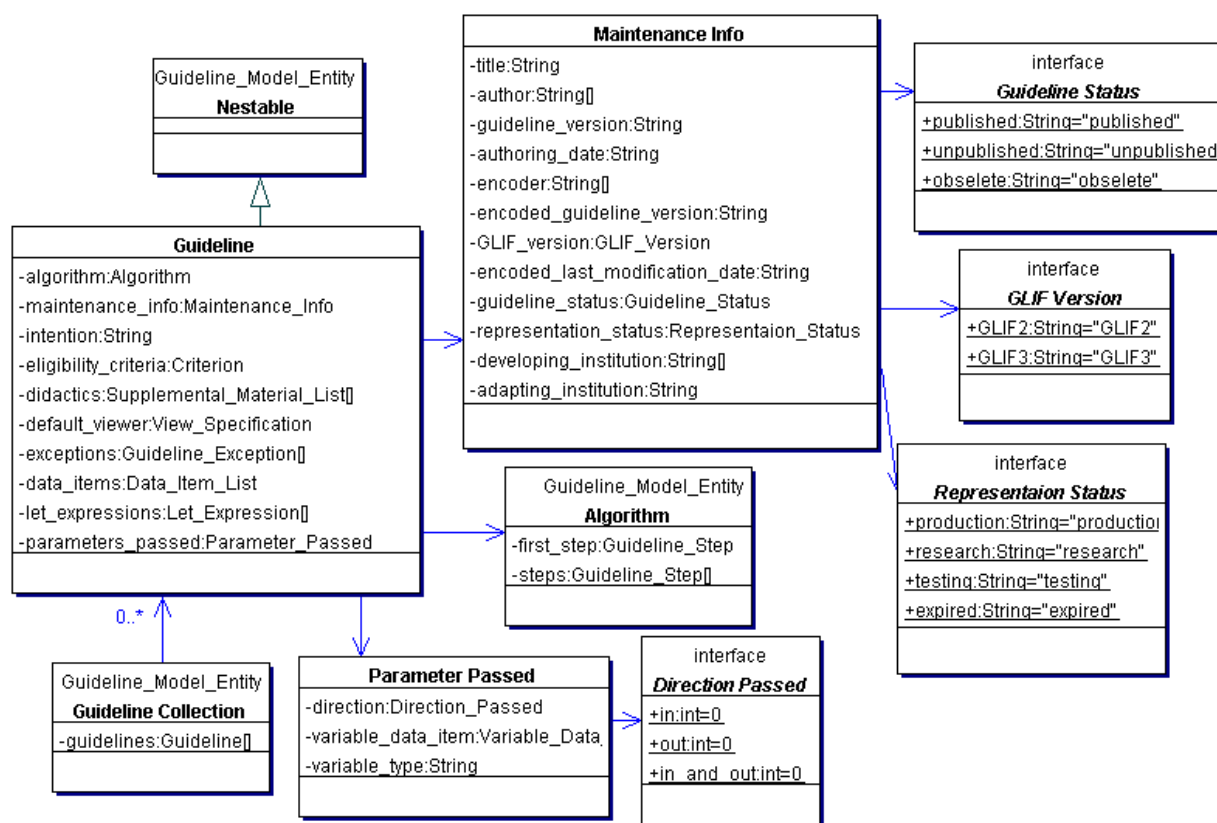 Guideline_Model_Entity
Nestable
Guideline
-algorithm:Algorithm
-maintenance_info:Maintenance_Info
-intention:String
-eligibility_criteria:Criterion
-didactics:Supplemental_Material_List[]
-default_viewer:View_Specification
-exceptions:Guideline_Exception[]
-data_items:Data_Item_List
-let_expressions:Let_Expression[]
-parameters_passed:Parameter_Passed
0..*
Guideline_Model_Entity
Guideline Collection
-guidelines:Guideline[]
Maintenance Info
-title:String
-author:String[]
-guideline_version:String
-authoring_date:String
-encoder:String[]
-encoded_guideline_version:String
-GLIF_version:GLIF_Version
-encoded_last_modification_date:String
-guideline_status:Guideline_Status
-representation_status:Representaion_Status
-developing_institution:String[]
-adapting_institution:String
Guideline_Model_Entity
Algorithm
-first_step:Guideline_Step
-steps:Guideline_Step[]
Parameter Passed
-direction:Direction_Passed
-variable_data_item:Variable_Data_
-variable_type:String
interface
Direction Passed
+in:int=0
+out:int=0
+in_and_out:int=0
interface
Guideline Status
+published:String="published"
+unpublished:String="unpublished
+obselete:String="obselete"
interface
GLIF Version
+GLIF2:String="GLIF2"
+GLIF3:String="GLIF3"
interface
Representaion Status
+production:String="production
+research:String="research"
+testing:String="testing"
+expired:String="expired"